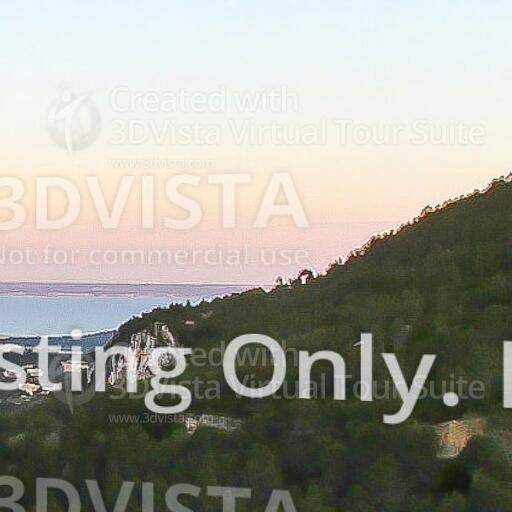 Created with
3DVista Virtual Tour Suite
www.3dvista.com
3DVISTA
Not for commercial use
sting Only.
Created with
3DVista Virtual Tour Suite
www.3dvista.com
3DVISTA